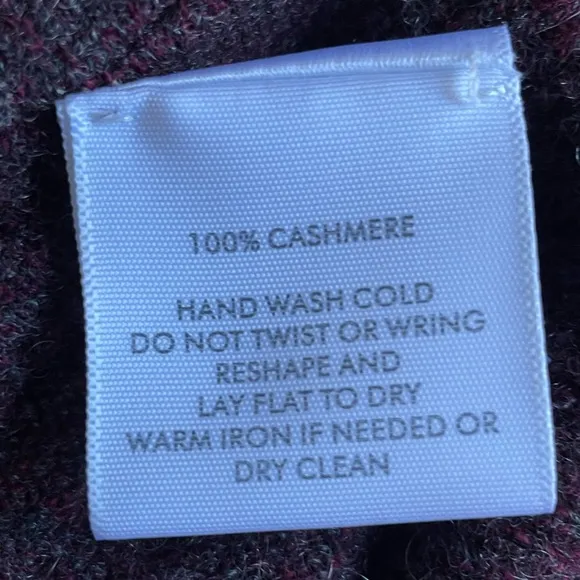 100% CASHMERE
HAND WASH COLD
DO NOT TWIST OR WRING
RESHAPE AND
LAY FLAT TO DRY
WARM IRON IF NEEDED OR
DRY CLEAN